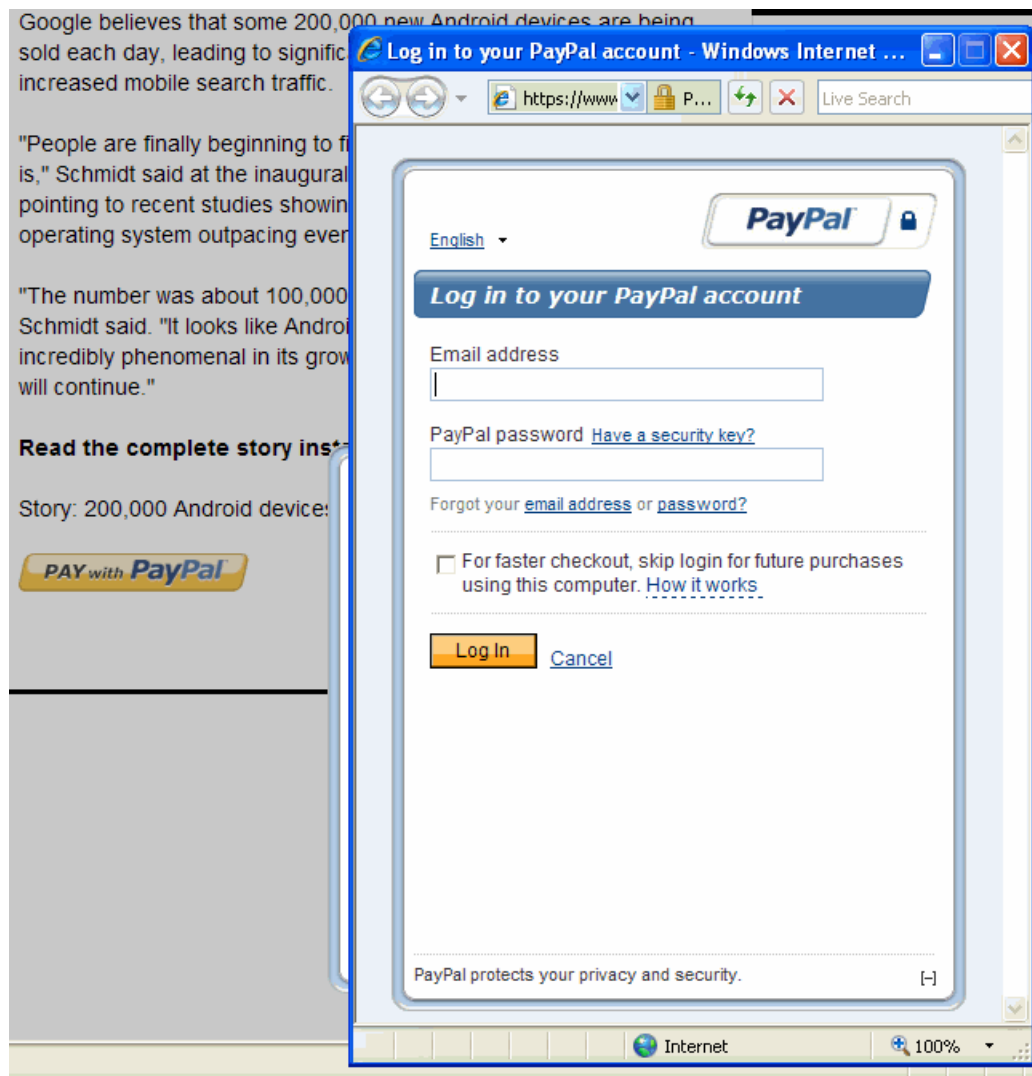 Google believes that some 200,000 new Android devices are being
sold each day, leading to signific
increased mobile search traffic.
"People are finally beginning to fi
is," Schmidt said at the inaugural
pointing to recent studies showin
operating system outpacing ever
"The number was about 100,000
Schmidt said. "It looks like Androi
incredibly phenomenal in its grow
will continue."
Read the complete story insta
Story: 200,000 Android devices
PAY with PayPal
Log in to your PayPal account - Windows Internet ...
https://www
P...
Live Search
English
PayPal
Log in to your PayPal account
Email address
PayPal password Have a security key?
Forgot your email address or password?
For faster checkout, skip login for future purchases
using this computer. How it works
Log In
Cancel
PayPal protects your privacy and security.
[–]
Internet
100%